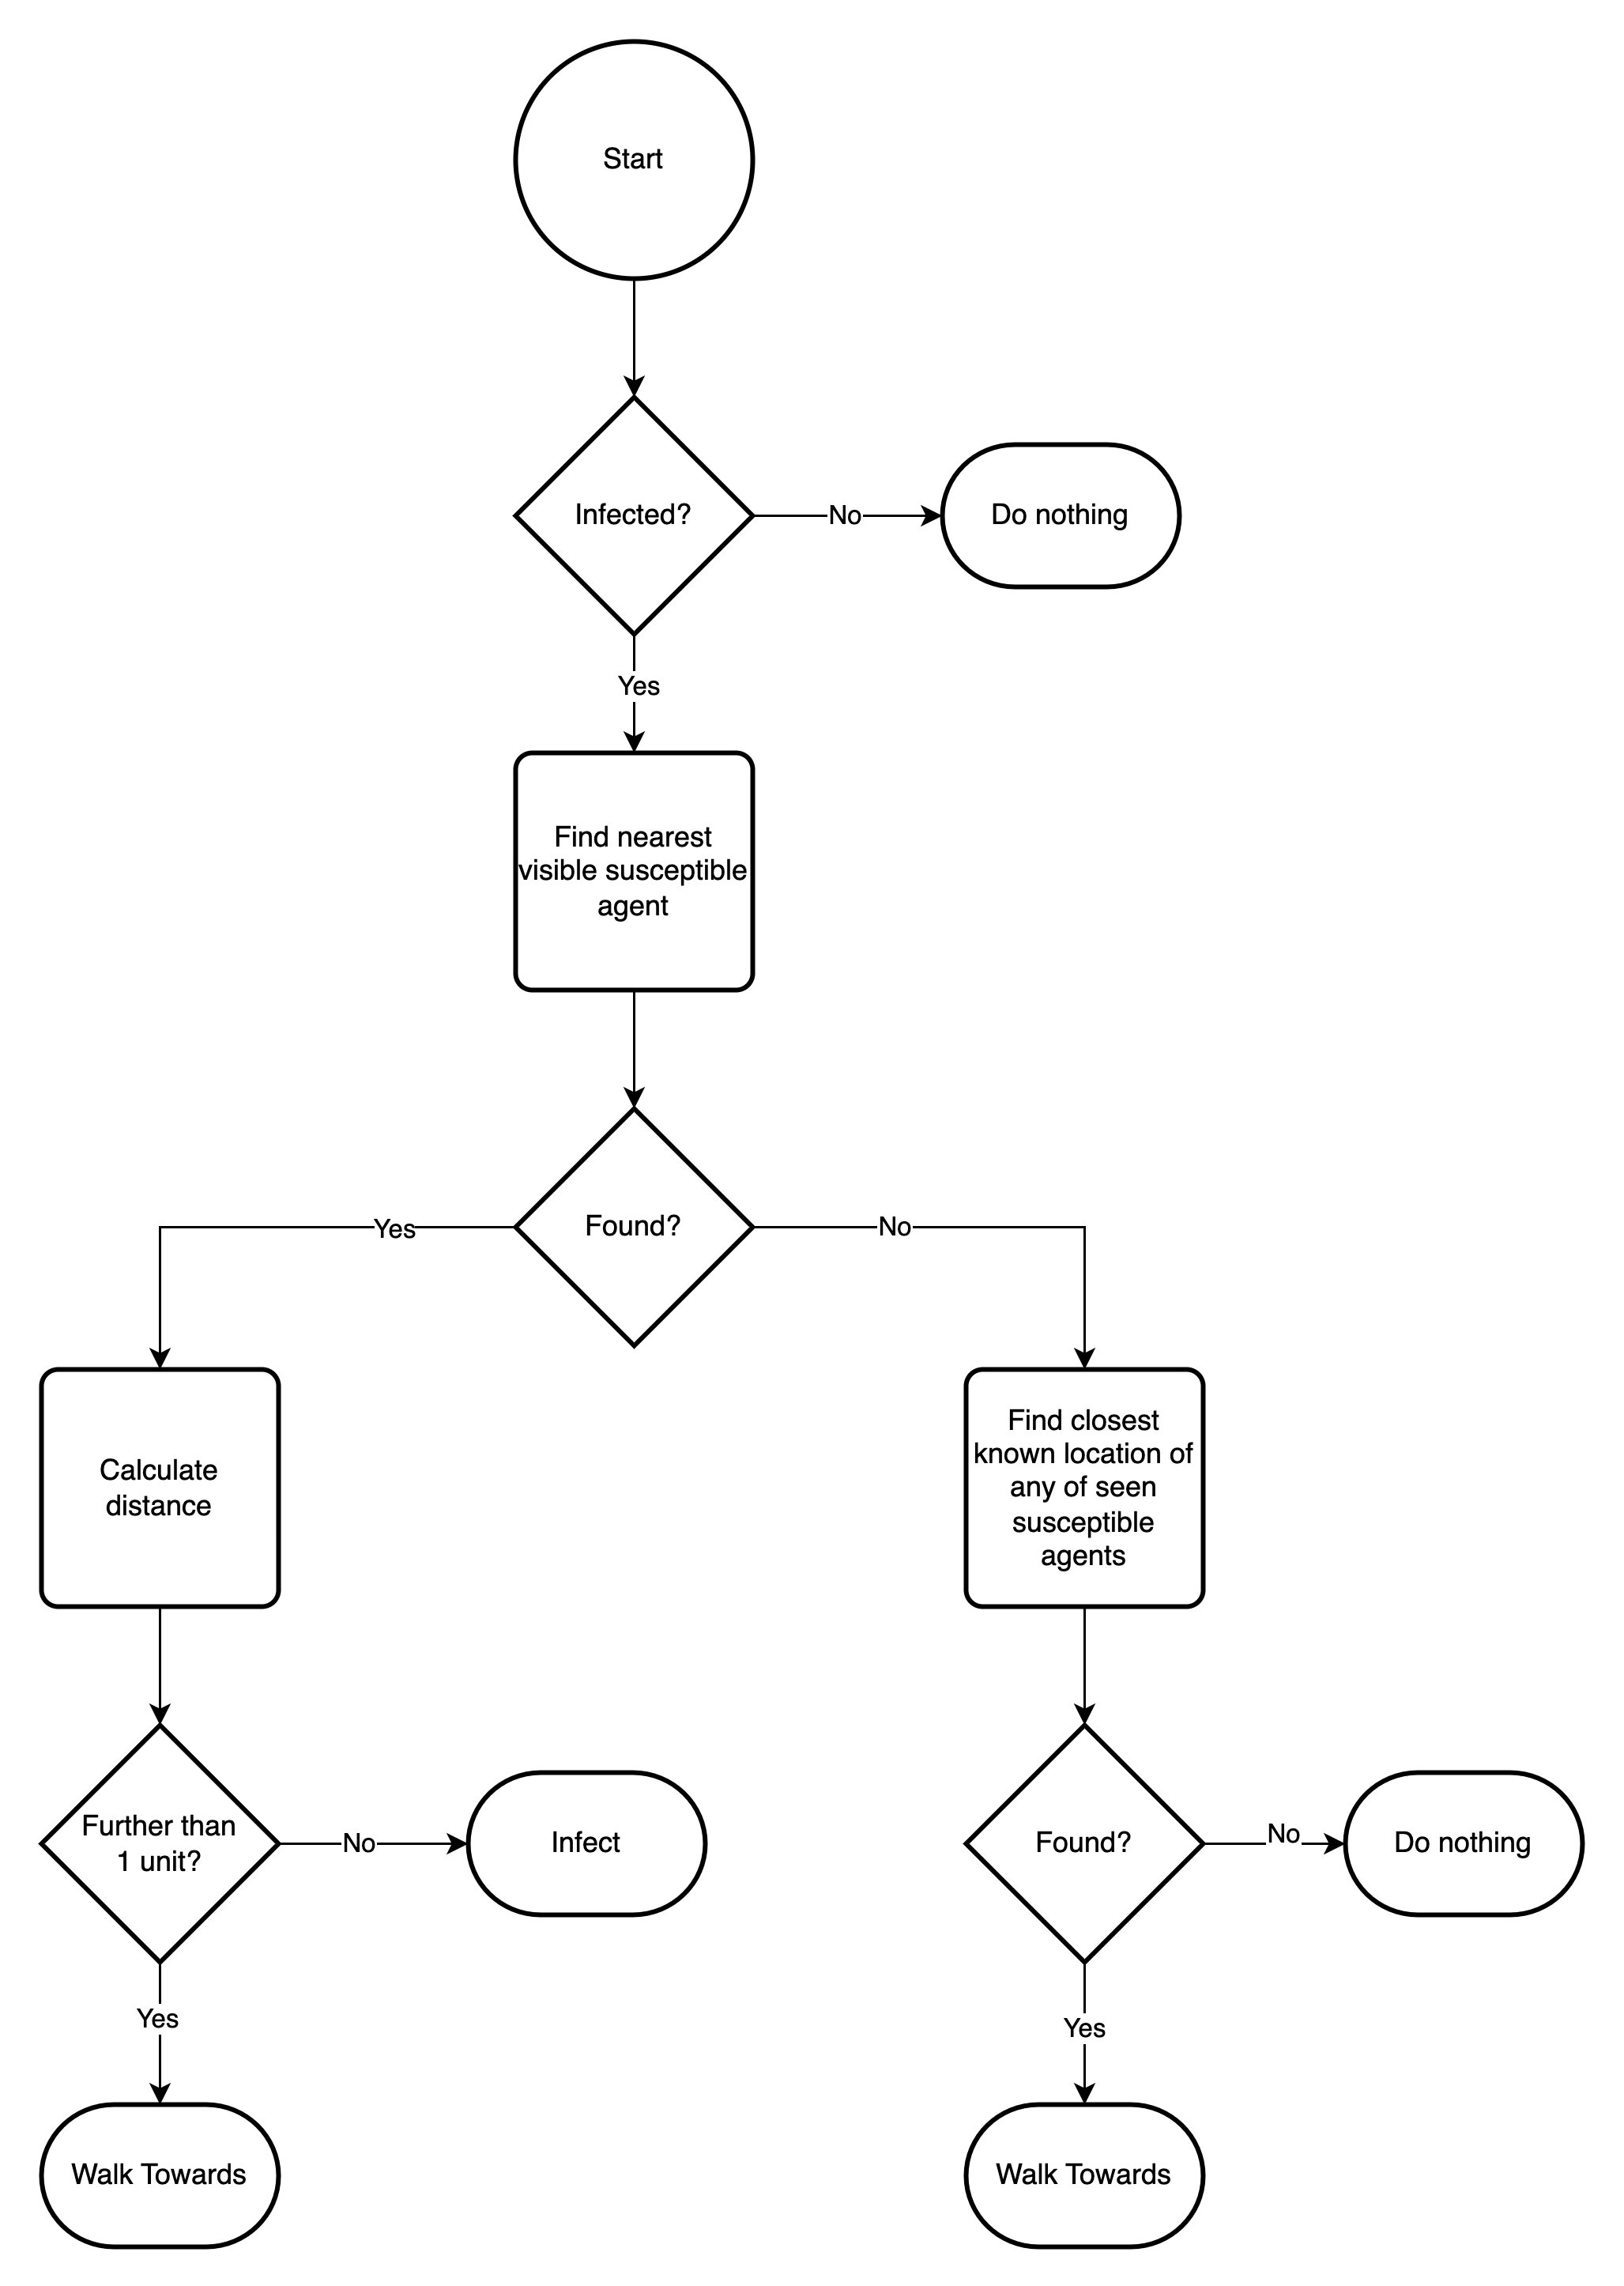 Start
Infected?
No
Do nothing
Yes
Find nearest
visible susceptible
agent
Found?
Yes
No
Calculate
distance
Find closest
known location of
any of seen
susceptible
agents
Further than
1 unit?
No
Infect
Found?
No
Do nothing
Yes
Yes
Walk Towards
Walk Towards